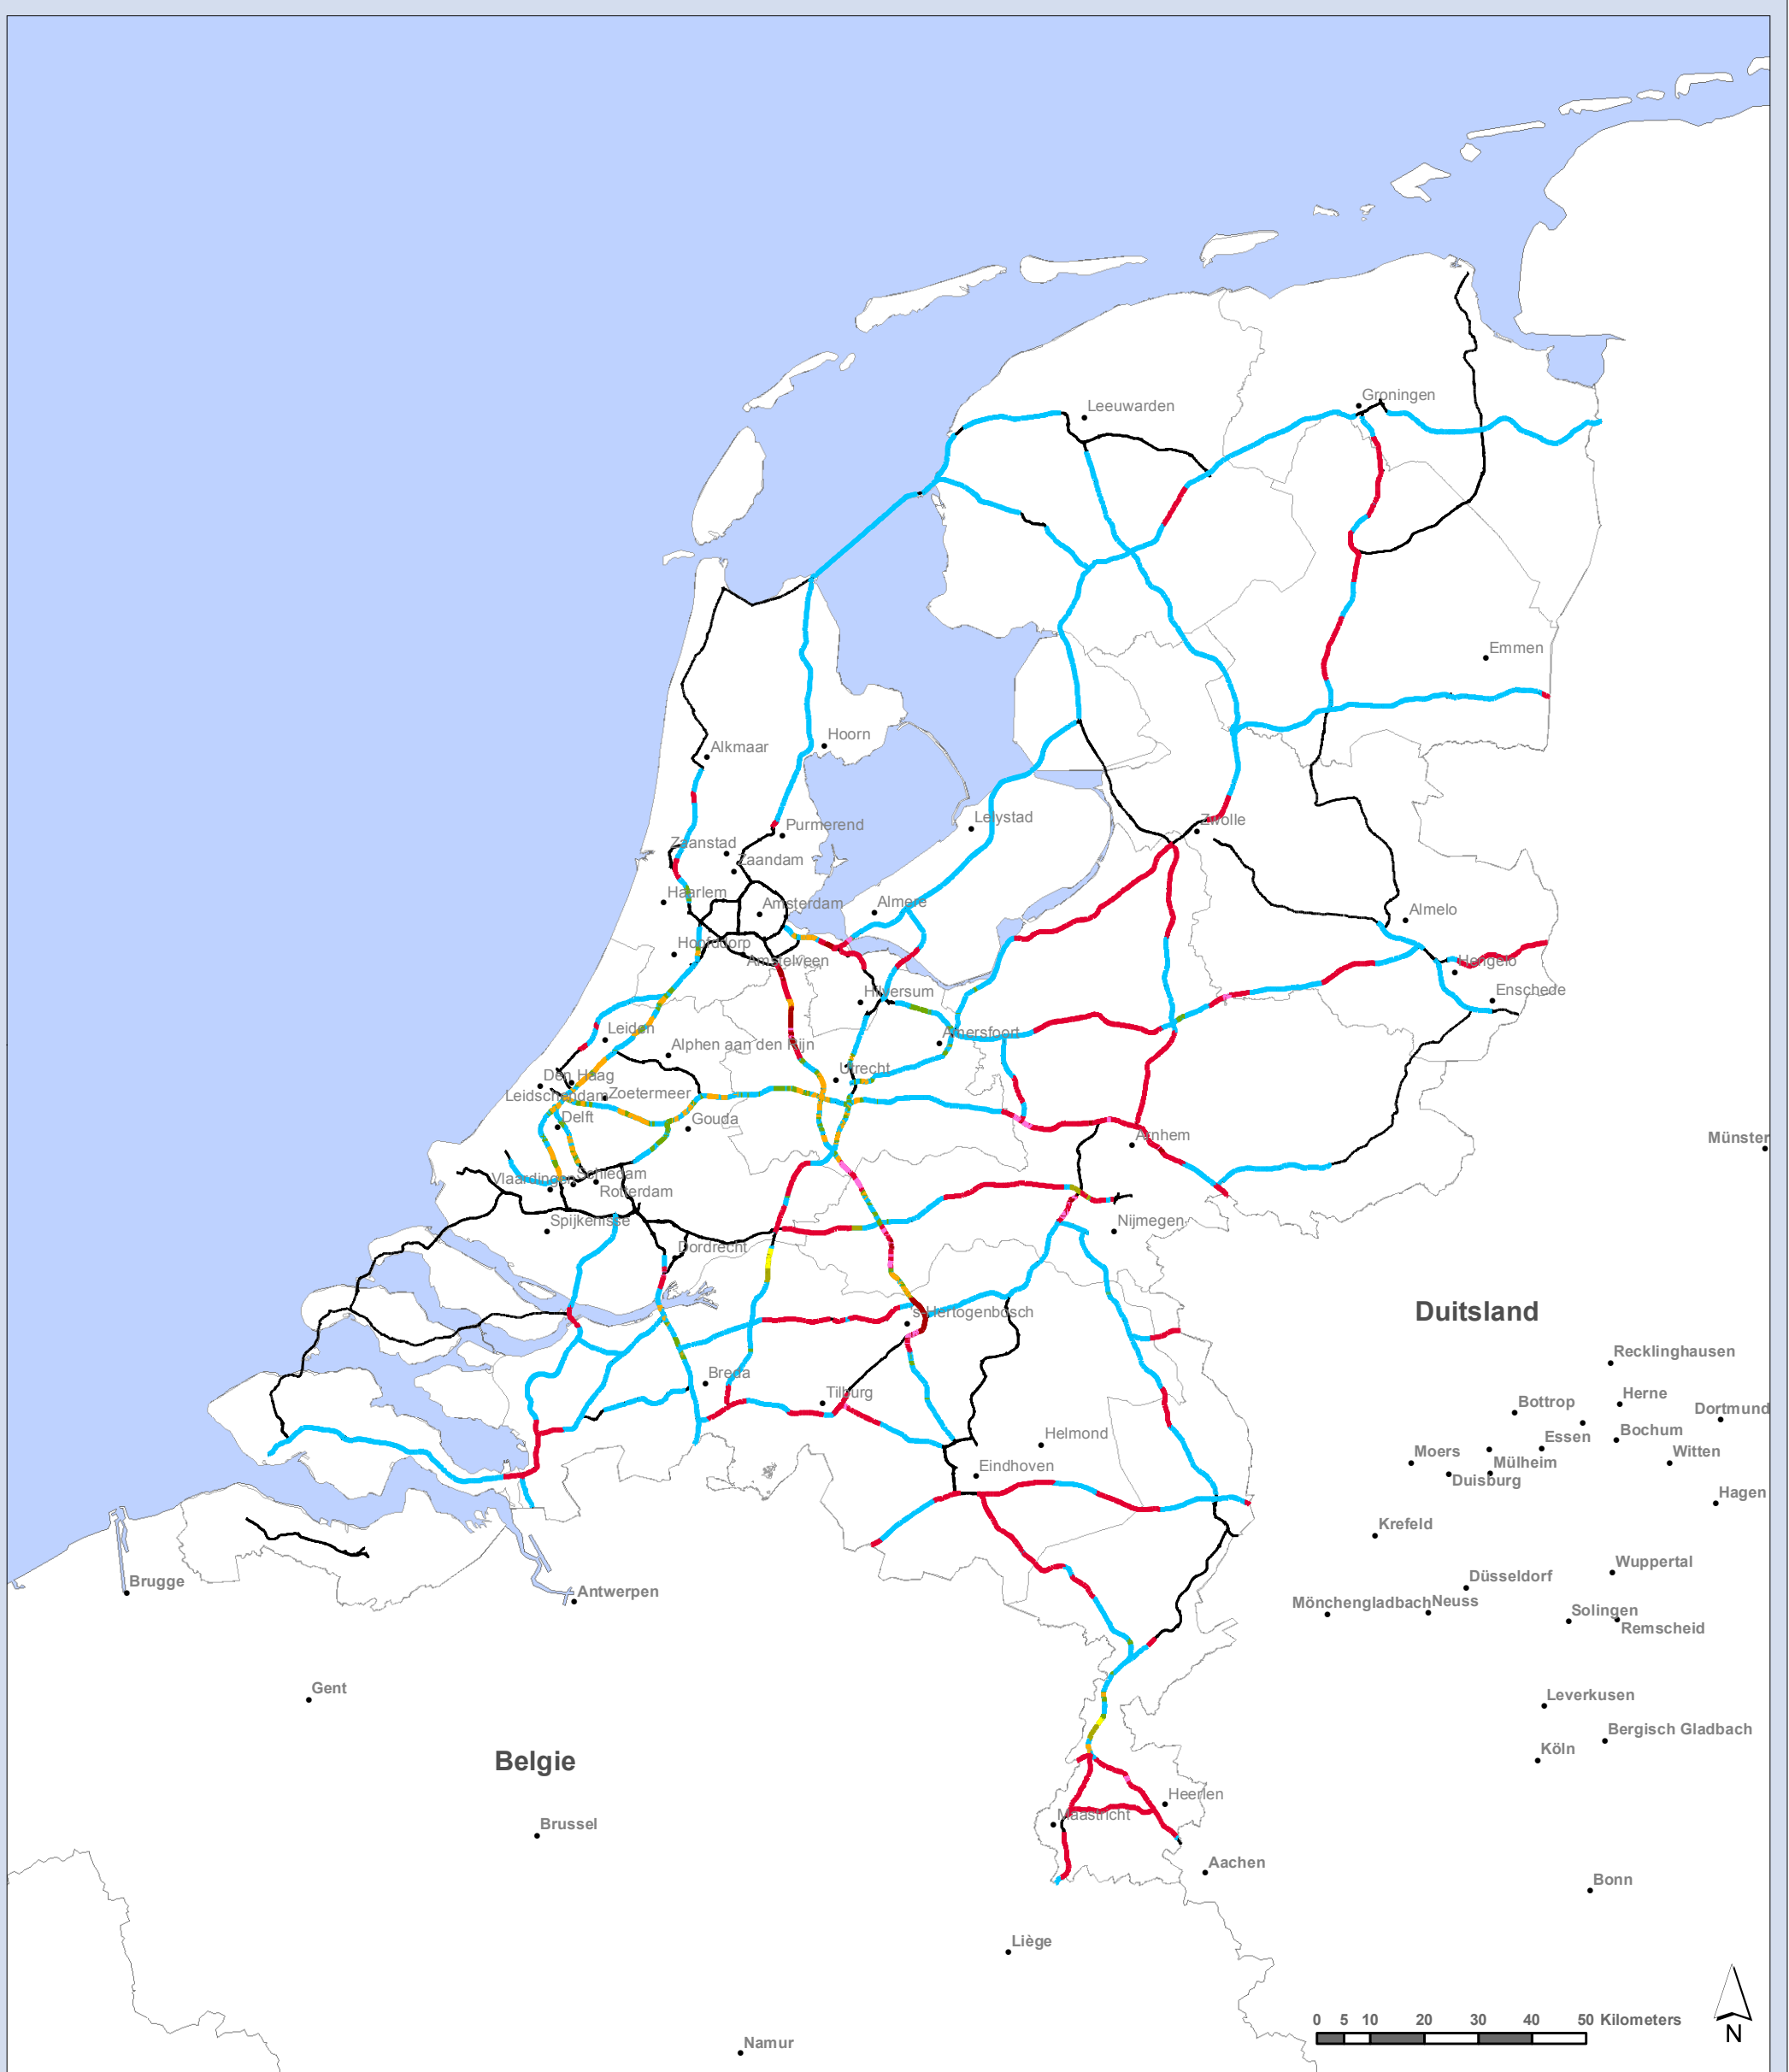 Groningen
Leeuwarden
Emmen
Hoorn
Alkmaar
Lelystad
Purmerend
Zwolle
Zaanstad
Zaandam
Haarlem
Almere
Amsterdam
Almelo
Hoofddorp
Amstelveen
Hengelo
Hilversum
Enschede
Leiden
Amersfoort
Alphen aan den Rijn
Utrecht
Den Haag
Leidschendam
Zoetermeer
Delft
Gouda
Arnhem
Münster
Vlaardingen
Schiedam
Rotterdam
Spijkenisse
Nijmegen
Dordrecht
's-Hertogenbosch
Duitsland
Recklinghausen
Breda
Tilburg
Bottrop
Herne
Dortmund
Helmond
Essen
Bochum
Moers
Mülheim
Witten
Eindhoven
Duisburg
Hagen
Krefeld
Brugge
Antwerpen
Wuppertal
Düsseldorf
Mönchengladbach
Neuss
Solingen
Remscheid
Gent
Leverkusen
Bergisch Gladbach
Belgie
Köln
Heerlen
Maastricht
Brussel
Aachen
Bonn
Liège
0 5 10 20 30 40 50 Kilometers
N
Namur